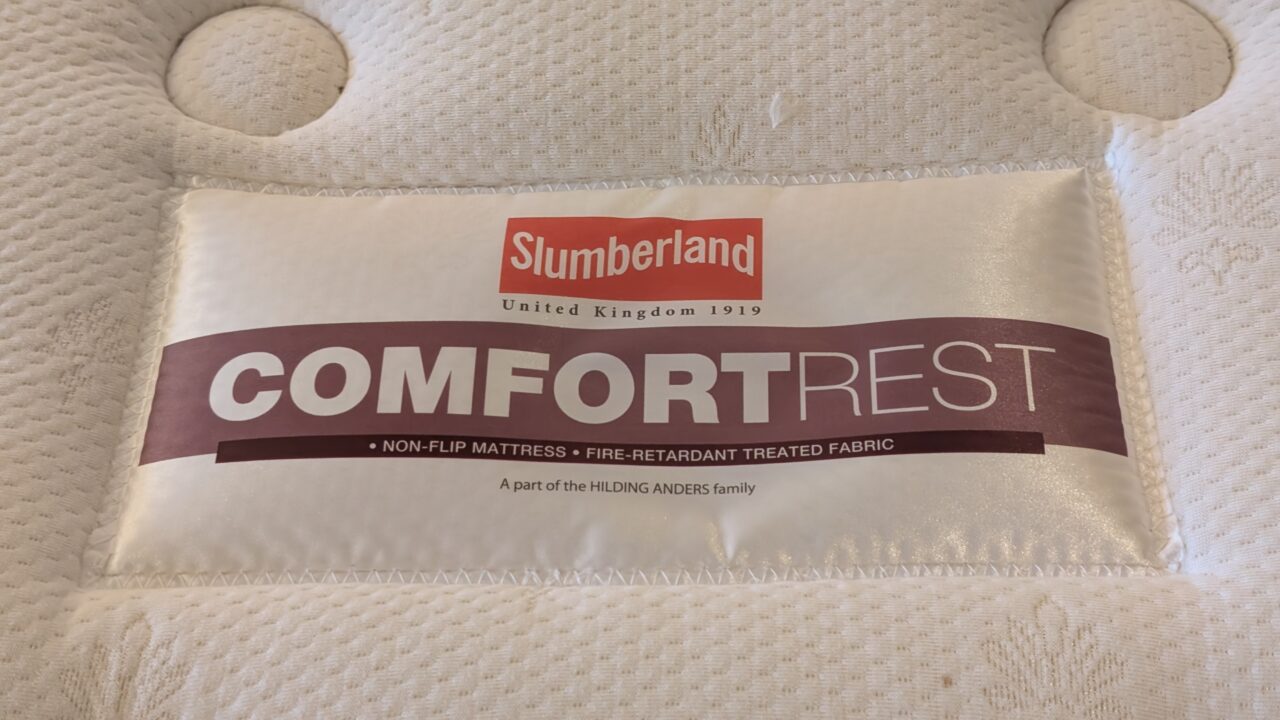 Slumberland
United Kingdom 1919
COMFORTREST
• NON-FLIP MATTRESS • FIRE-RETARDANT TREATED FABRIC
A part of the HILDING ANDERS family